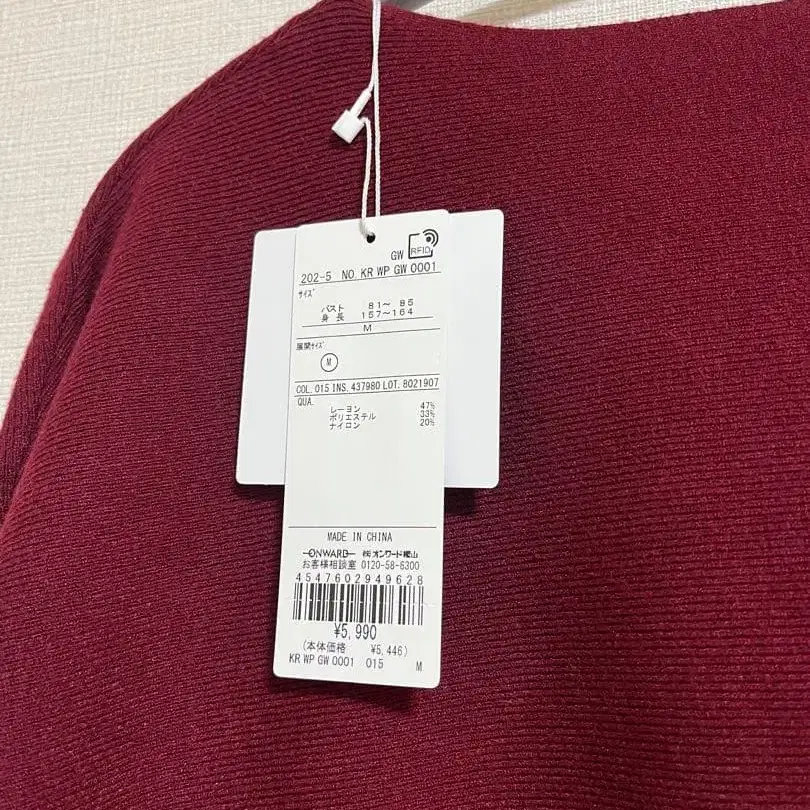 GW RFID
202-5 NO. KR WP GW 0001
サイズ
バスト 81~ 85
身長 157~164
M
展開サイズ
M
COL. 015 INS. 437980 LOT. 8021907
QUA.
レーヨン 47%
ポリエステル 33%
ナイロン 20%
MADE IN CHINA
ONWARD ㈱オンワード樫山
お客様相談室 0120-58-6300
4547602949628
¥5,990
(本体価格 ¥5,446)
KR WP GW 0001 015 M